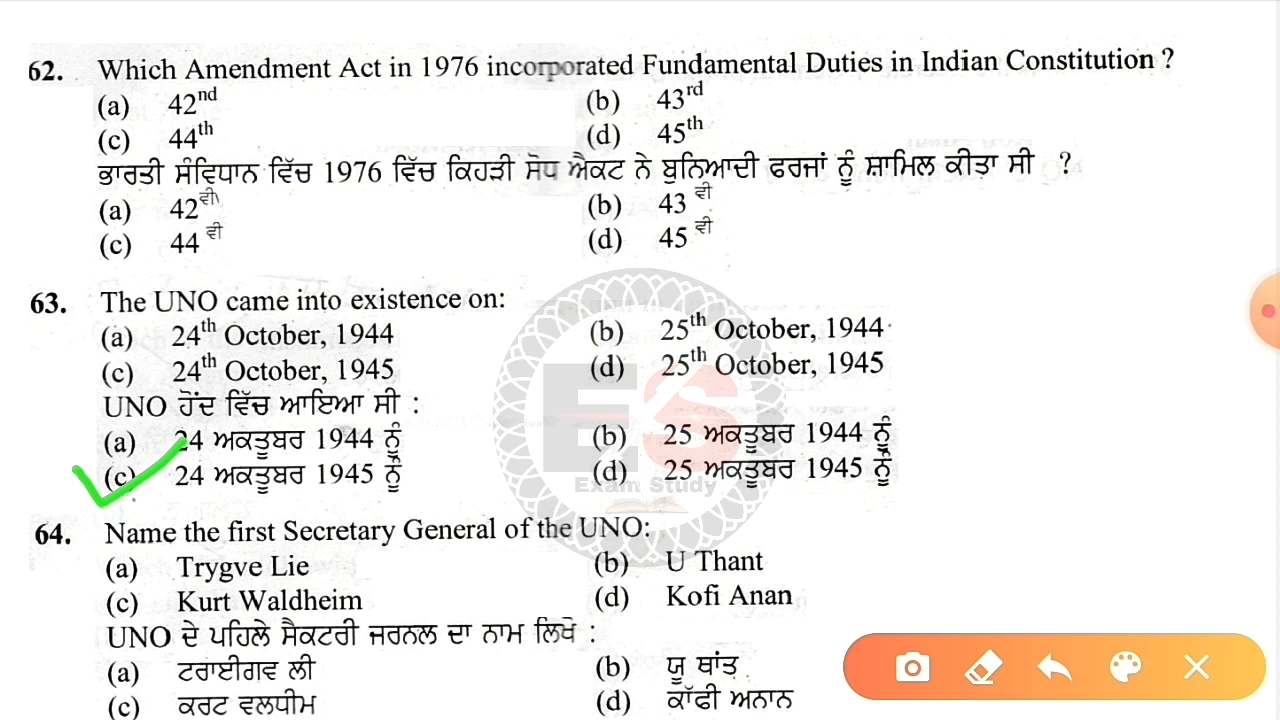 62. Which Amendment Act in 1976 incorporated Fundamental Duties in Indian Constitution ?
(a) 42nd (b) 43rd
(c) 44th (d) 45th
ਭਾਰਤੀ ਸੰਵਿਧਾਨ ਵਿੱਚ 1976 ਵਿੱਚ ਕਿਹੜੀ ਸੋਧ ਐਕਟ ਨੇ ਬੁਨਿਆਦੀ ਫਰਜਾਂ ਨੂੰ ਸ਼ਾਮਿਲ ਕੀਤਾ ਸੀ ?
(a) 42ਵੀਂ (b) 43 ਵੀ
(c) 44 ਵੀ (d) 45 ਵੀ
63. The UNO came into existence on:
(a) 24th October, 1944 (b) 25th October, 1944
(c) 24th October, 1945 (d) 25th October, 1945
UNO ਹੋਂਦ ਵਿੱਚ ਆਇਆ ਸੀ :
(a) 24 ਅਕਤੂਬਰ 1944 ਨੂੰ (b) 25 ਅਕਤੂਬਰ 1944 ਨੂੰ
(c) 24 ਅਕਤੂਬਰ 1945 ਨੂੰ (d) 25 ਅਕਤੂਬਰ 1945 ਨੂੰ
ES
Exam Study
64. Name the first Secretary General of the UNO:
(a) Trygve Lie (b) U Thant
(c) Kurt Waldheim (d) Kofi Anan
UNO ਦੇ ਪਹਿਲੇ ਸੈਕਟਰੀ ਜਰਨਲ ਦਾ ਨਾਮ ਲਿਖੋ :
(a) ਟਰਾਈਗਵ ਲੀ (b) ਯੂ ਥਾਂਤ
(c) ਕਰਟ ਵਲਧੀਮ (d) ਕਾੱਫੀ ਅਨਾਨ